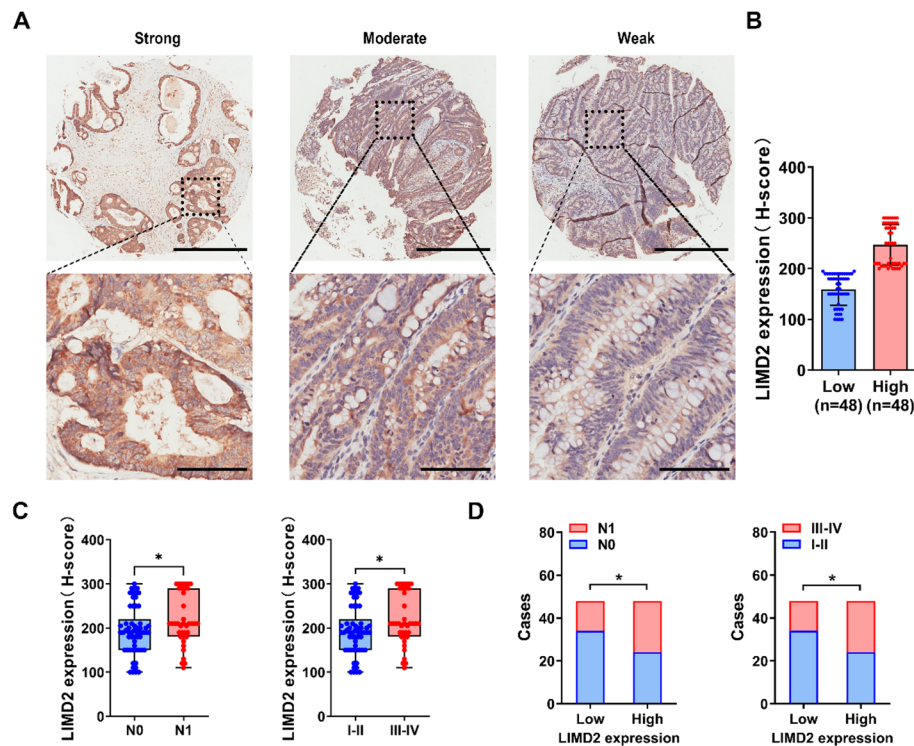 A
Strong
Moderate
Weak
B
LIMD2 expression( H-score)
400
300
200
100
0
Low
(n=48)
High
(n=48)
C
LIMD2 expression( H-score)
400
300
200
100
0
*
N0
N1
LIMD2 expression( H-score)
400
300
200
100
0
*
I-II
III-IV
D
N1
N0
Cases
80
60
40
20
0
*
Low
High
LIMD2 expression
III-IV
I-II
Cases
80
60
40
20
0
*
Low
High
LIMD2 expression